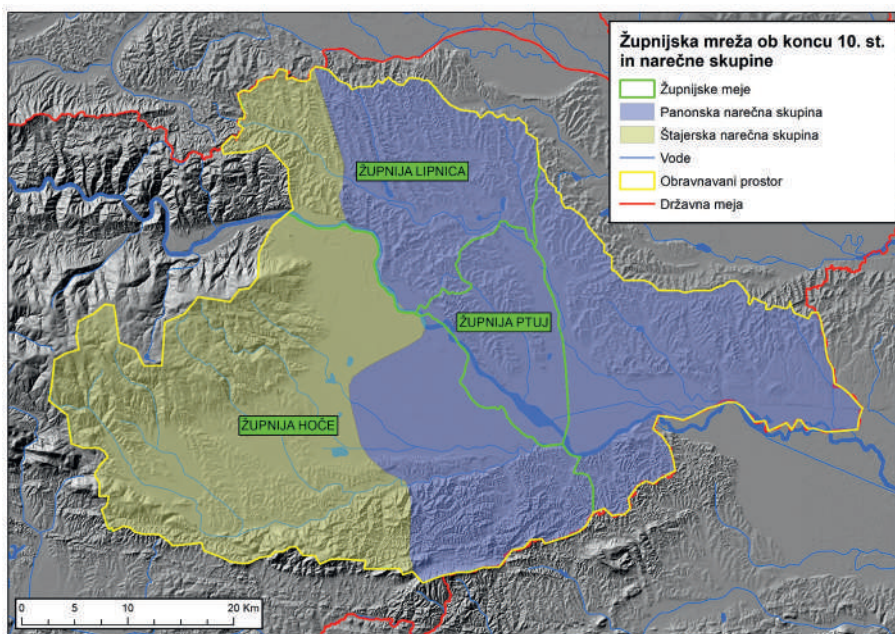 Župnijska mreža ob koncu 10. st.
in narečne skupine
Župnijske meje
Panonska narečna skupina
Štajerska narečna skupina
Vode
Obravnavani prostor
Državna meja
ŽUPNIJA LIPNICA
ŽUPNIJA PTUJ
ŽUPNIJA HOČE
0 5 10 20 Km